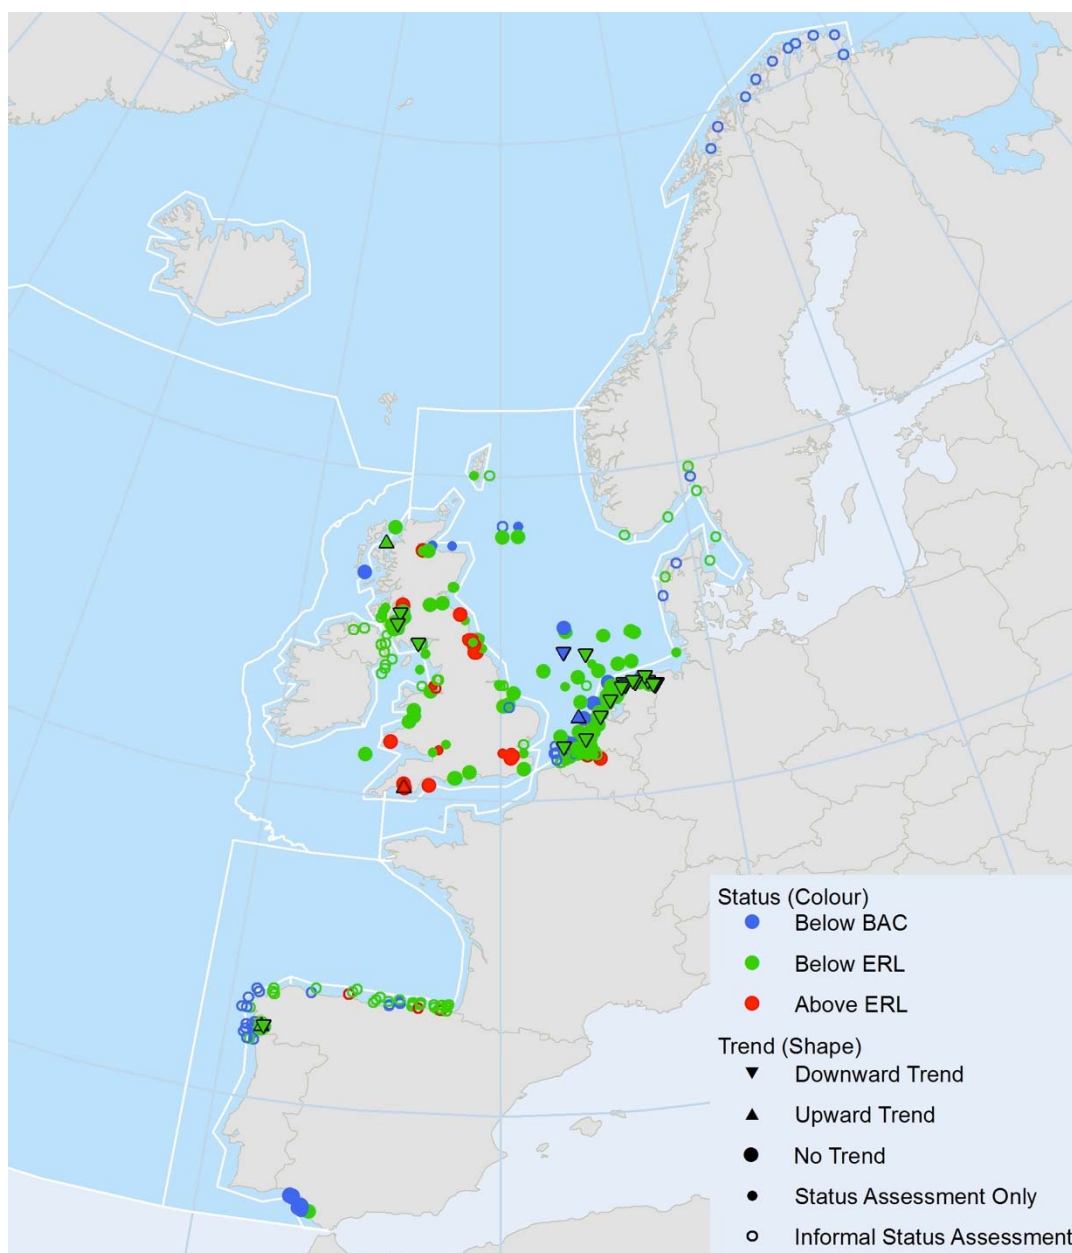 Status (Colour)
Below BAC
Below ERL
Above ERL
Trend (Shape)
Downward Trend
Upward Trend
No Trend
Status Assessment Only
Informal Status Assessment